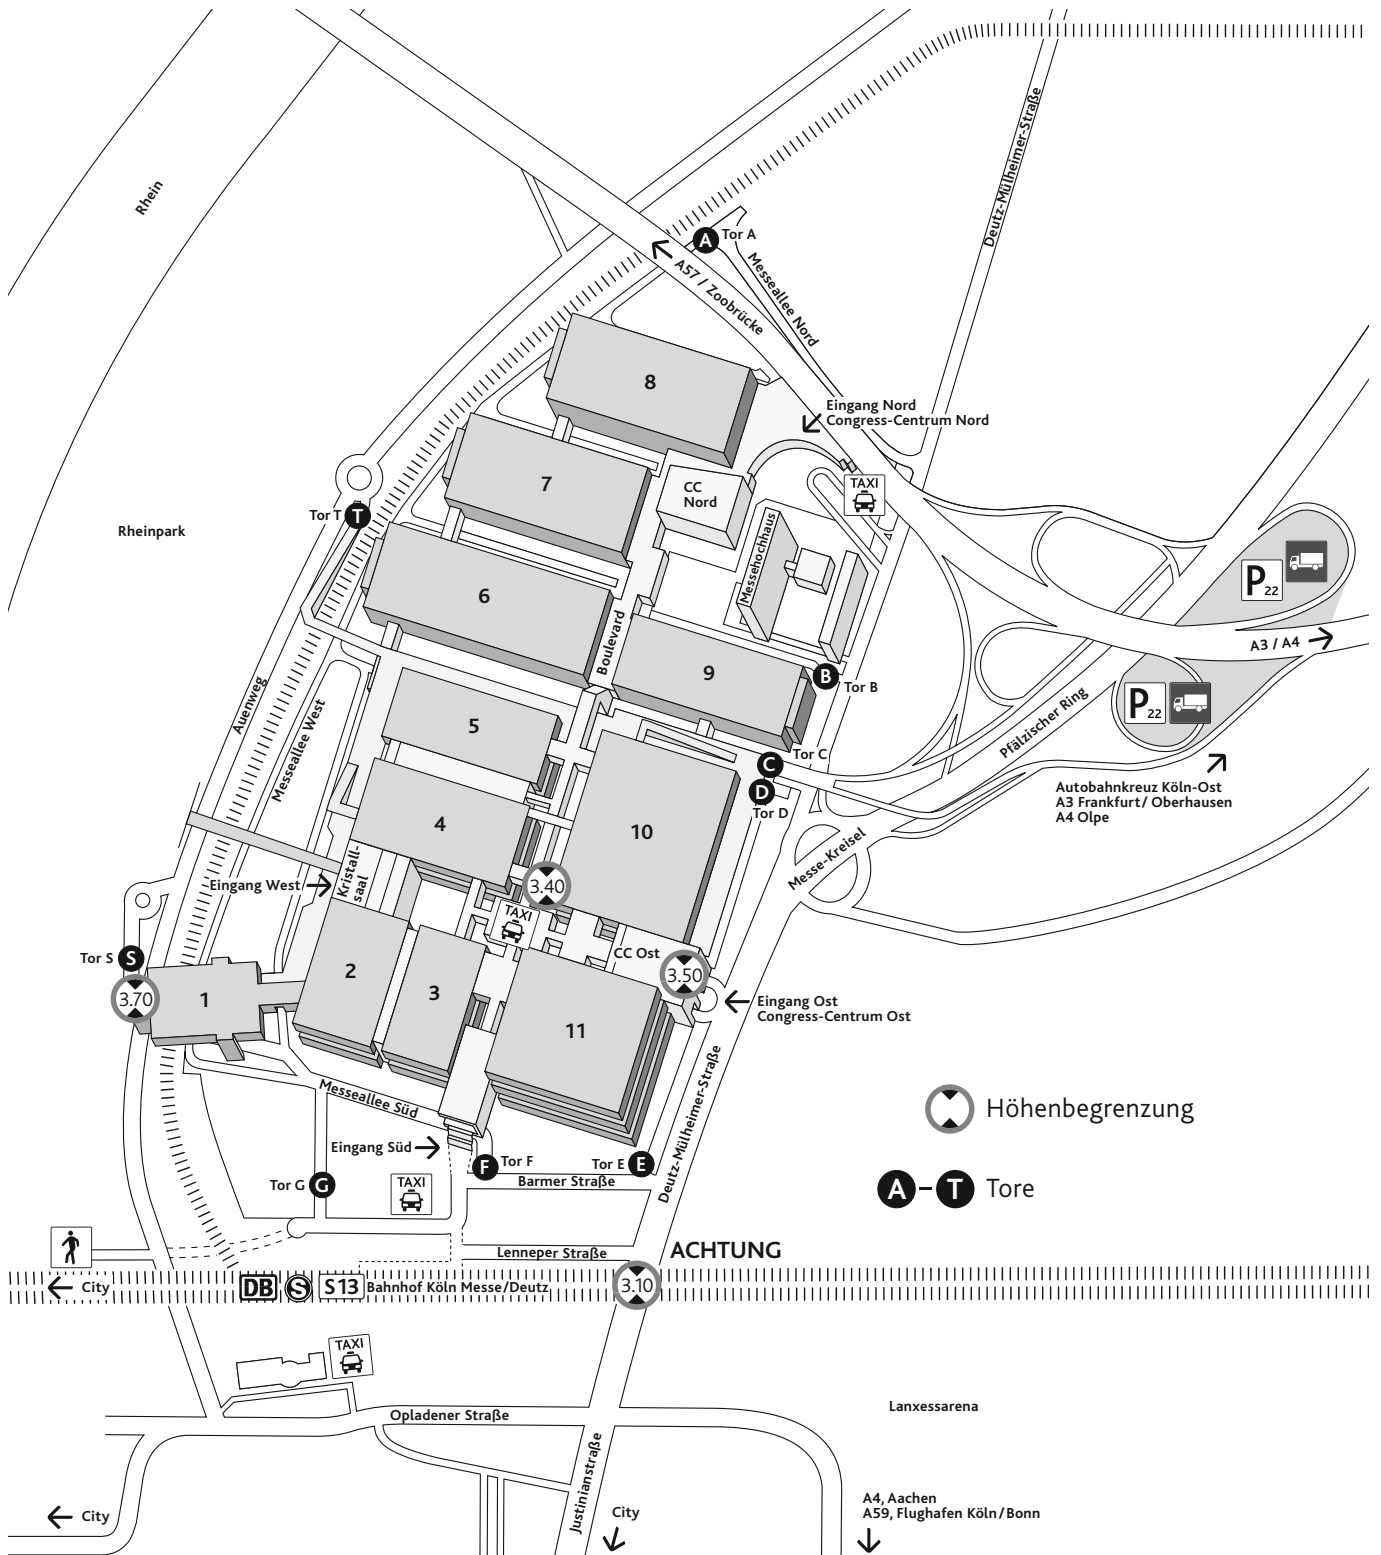 Deutz-Mülheimer-Straße
Rhein
A
Tor A
A57 / Zoobrücke
Messeallee Nord
8
Eingang Nord
Congress-Centrum Nord
7
CC
Nord
TAXI
Tor T
T
Rheinpark
Messehochhaus
P22
6
Boulevard
A3 / A4
9
B
Tor B
P22
Auenweg
Messeallee West
5
Pfälzischer Ring
Tor C
C
D
Tor D
Autobahnkreuz Köln-Ost
A3 Frankfurt/ Oberhausen
A4 Olpe
4
10
Messe-Kreisel
Kristall-
saal
Eingang West
3.40
TAXI
Tor S
S
CC Ost
3.50
3.70
1
2
3
11
Eingang Ost
Congress-Centrum Ost
Messeallee Süd
Deutz-Mülheimer-Straße
Höhenbegrenzung
Eingang Süd
F
Tor F
Tor E
E
Barmer Straße
Tor G
G
TAXI
A – T Tore
Lenneper Straße
ACHTUNG
3.10
City
DB
S
S13
Bahnhof Köln Messe/Deutz
TAXI
Opladener Straße
Lanxessarena
Justinianstraße
City
City
A4, Aachen
A59, Flughafen Köln/Bonn